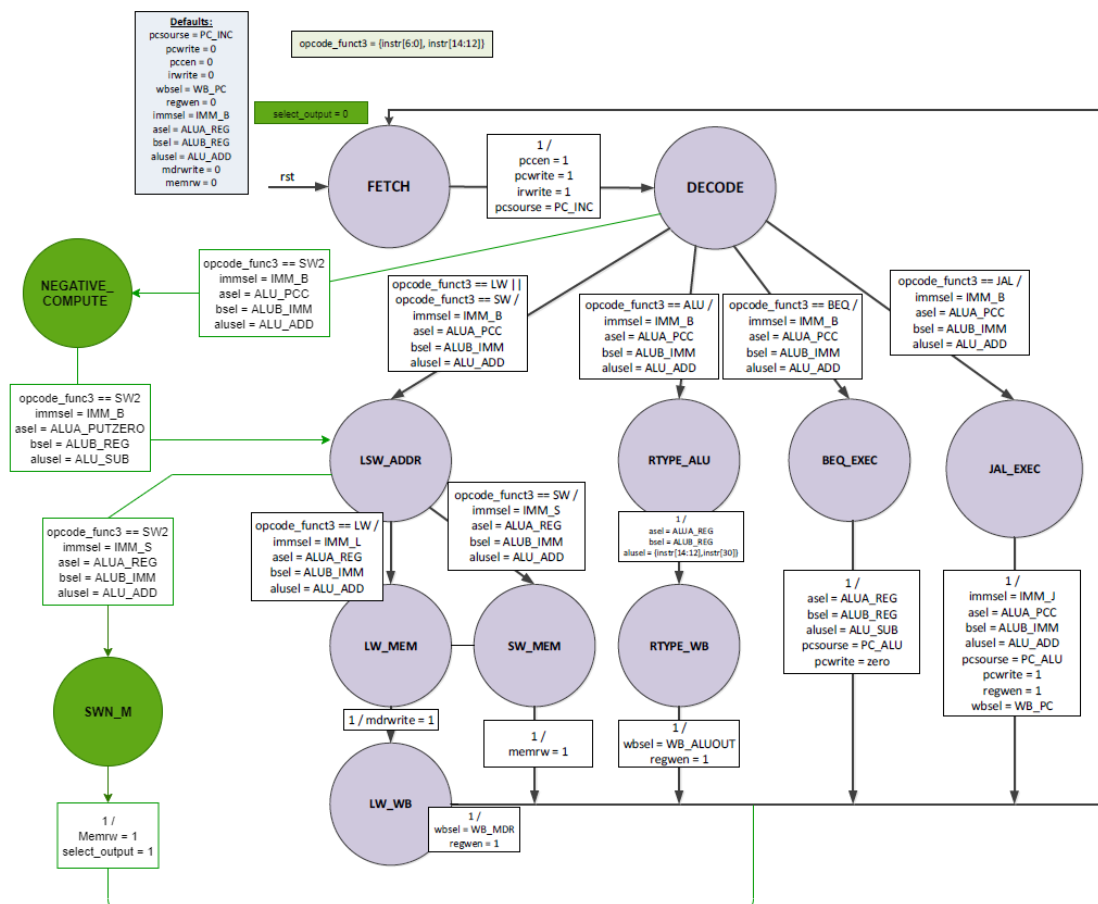 Defaults:
pcsourse = PC_INC
pcwrite = 0
pccen = 0
irwrite = 0
wbsel = WB_PC
regwen = 0
immsel = IMM_B
asel = ALUA_REG
bsel = ALUB_REG
alusel = ALU_ADD
mdrwrite = 0
memrw = 0
opcode_funct3 = {instr[6:0], instr[14:12]}
select_output = 0
rst
FETCH
1 /
pccen = 1
pcwrite = 1
irwrite = 1
pcsourse = PC_INC
DECODE
NEGATIVE_
COMPUTE
opcode_func3 == SW2
immsel = IMM_B
asel = ALU_PCC
bsel = ALUB_IMM
alusel = ALU_ADD
opcode_funct3 == LW ||
opcode_funct3 == SW /
immsel = IMM_B
asel = ALUA_PCC
bsel = ALUB_IMM
alusel = ALU_ADD
opcode_funct3 == ALU /
immsel = IMM_B
asel = ALUA_PCC
bsel = ALUB_IMM
alusel = ALU_ADD
opcode_funct3 == BEQ /
immsel = IMM_B
asel = ALUA_PCC
bsel = ALUB_IMM
alusel = ALU_ADD
opcode_funct3 == JAL /
immsel = IMM_B
asel = ALUA_PCC
bsel = ALUB_IMM
alusel = ALU_ADD
opcode_func3 == SW2
immsel = IMM_B
asel = ALUA_PUTZERO
bsel = ALUB_REG
alusel = ALU_SUB
LSW_ADDR
RTYPE_ALU
BEQ_EXEC
JAL_EXEC
opcode_func3 == SW2
immsel = IMM_S
asel = ALUA_REG
bsel = ALUB_IMM
alusel = ALU_ADD
opcode_funct3 == LW /
immsel = IMM_L
asel = ALUA_REG
bsel = ALUB_IMM
alusel = ALU_ADD
opcode_funct3 == SW /
immsel = IMM_S
asel = ALUA_REG
bsel = ALUB_IMM
alusel = ALU_ADD
1 /
asel = ALUA_REG
bsel = ALUB_REG
alusel = {instr[14:12],instr[30]}
1 /
asel = ALUA_REG
bsel = ALUB_REG
alusel = ALU_SUB
pcsourse = PC_ALU
pcwrite = zero
1 /
immsel = IMM_J
asel = ALUA_PCC
bsel = ALUB_IMM
alusel = ALU_ADD
pcsourse = PC_ALU
pcwrite = 1
regwen = 1
wbsel = WB_PC
SWN_M
LW_MEM
SW_MEM
RTYPE_WB
1 / mdrwrite = 1
1 /
memrw = 1
1 /
wbsel = WB_ALUOUT
regwen = 1
LW_WB
1 /
wbsel = WB_MDR
regwen = 1
1 /
Memrw = 1
select_output = 1